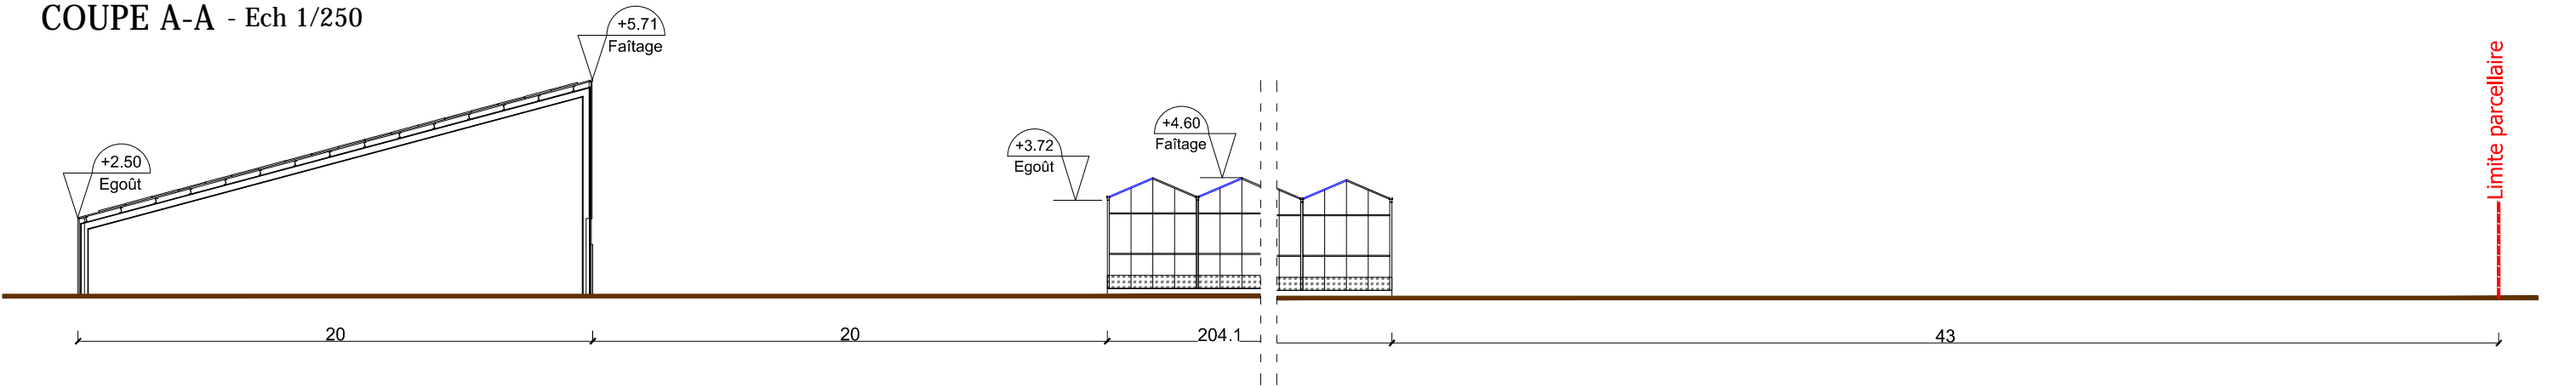 COUPE A-A - Ech 1/250
+5.71
Faîtage
+2.50
Egoût
+3.72
Egoût
+4.60
Faîtage
Limite parcellaire
20
20
204.1
43